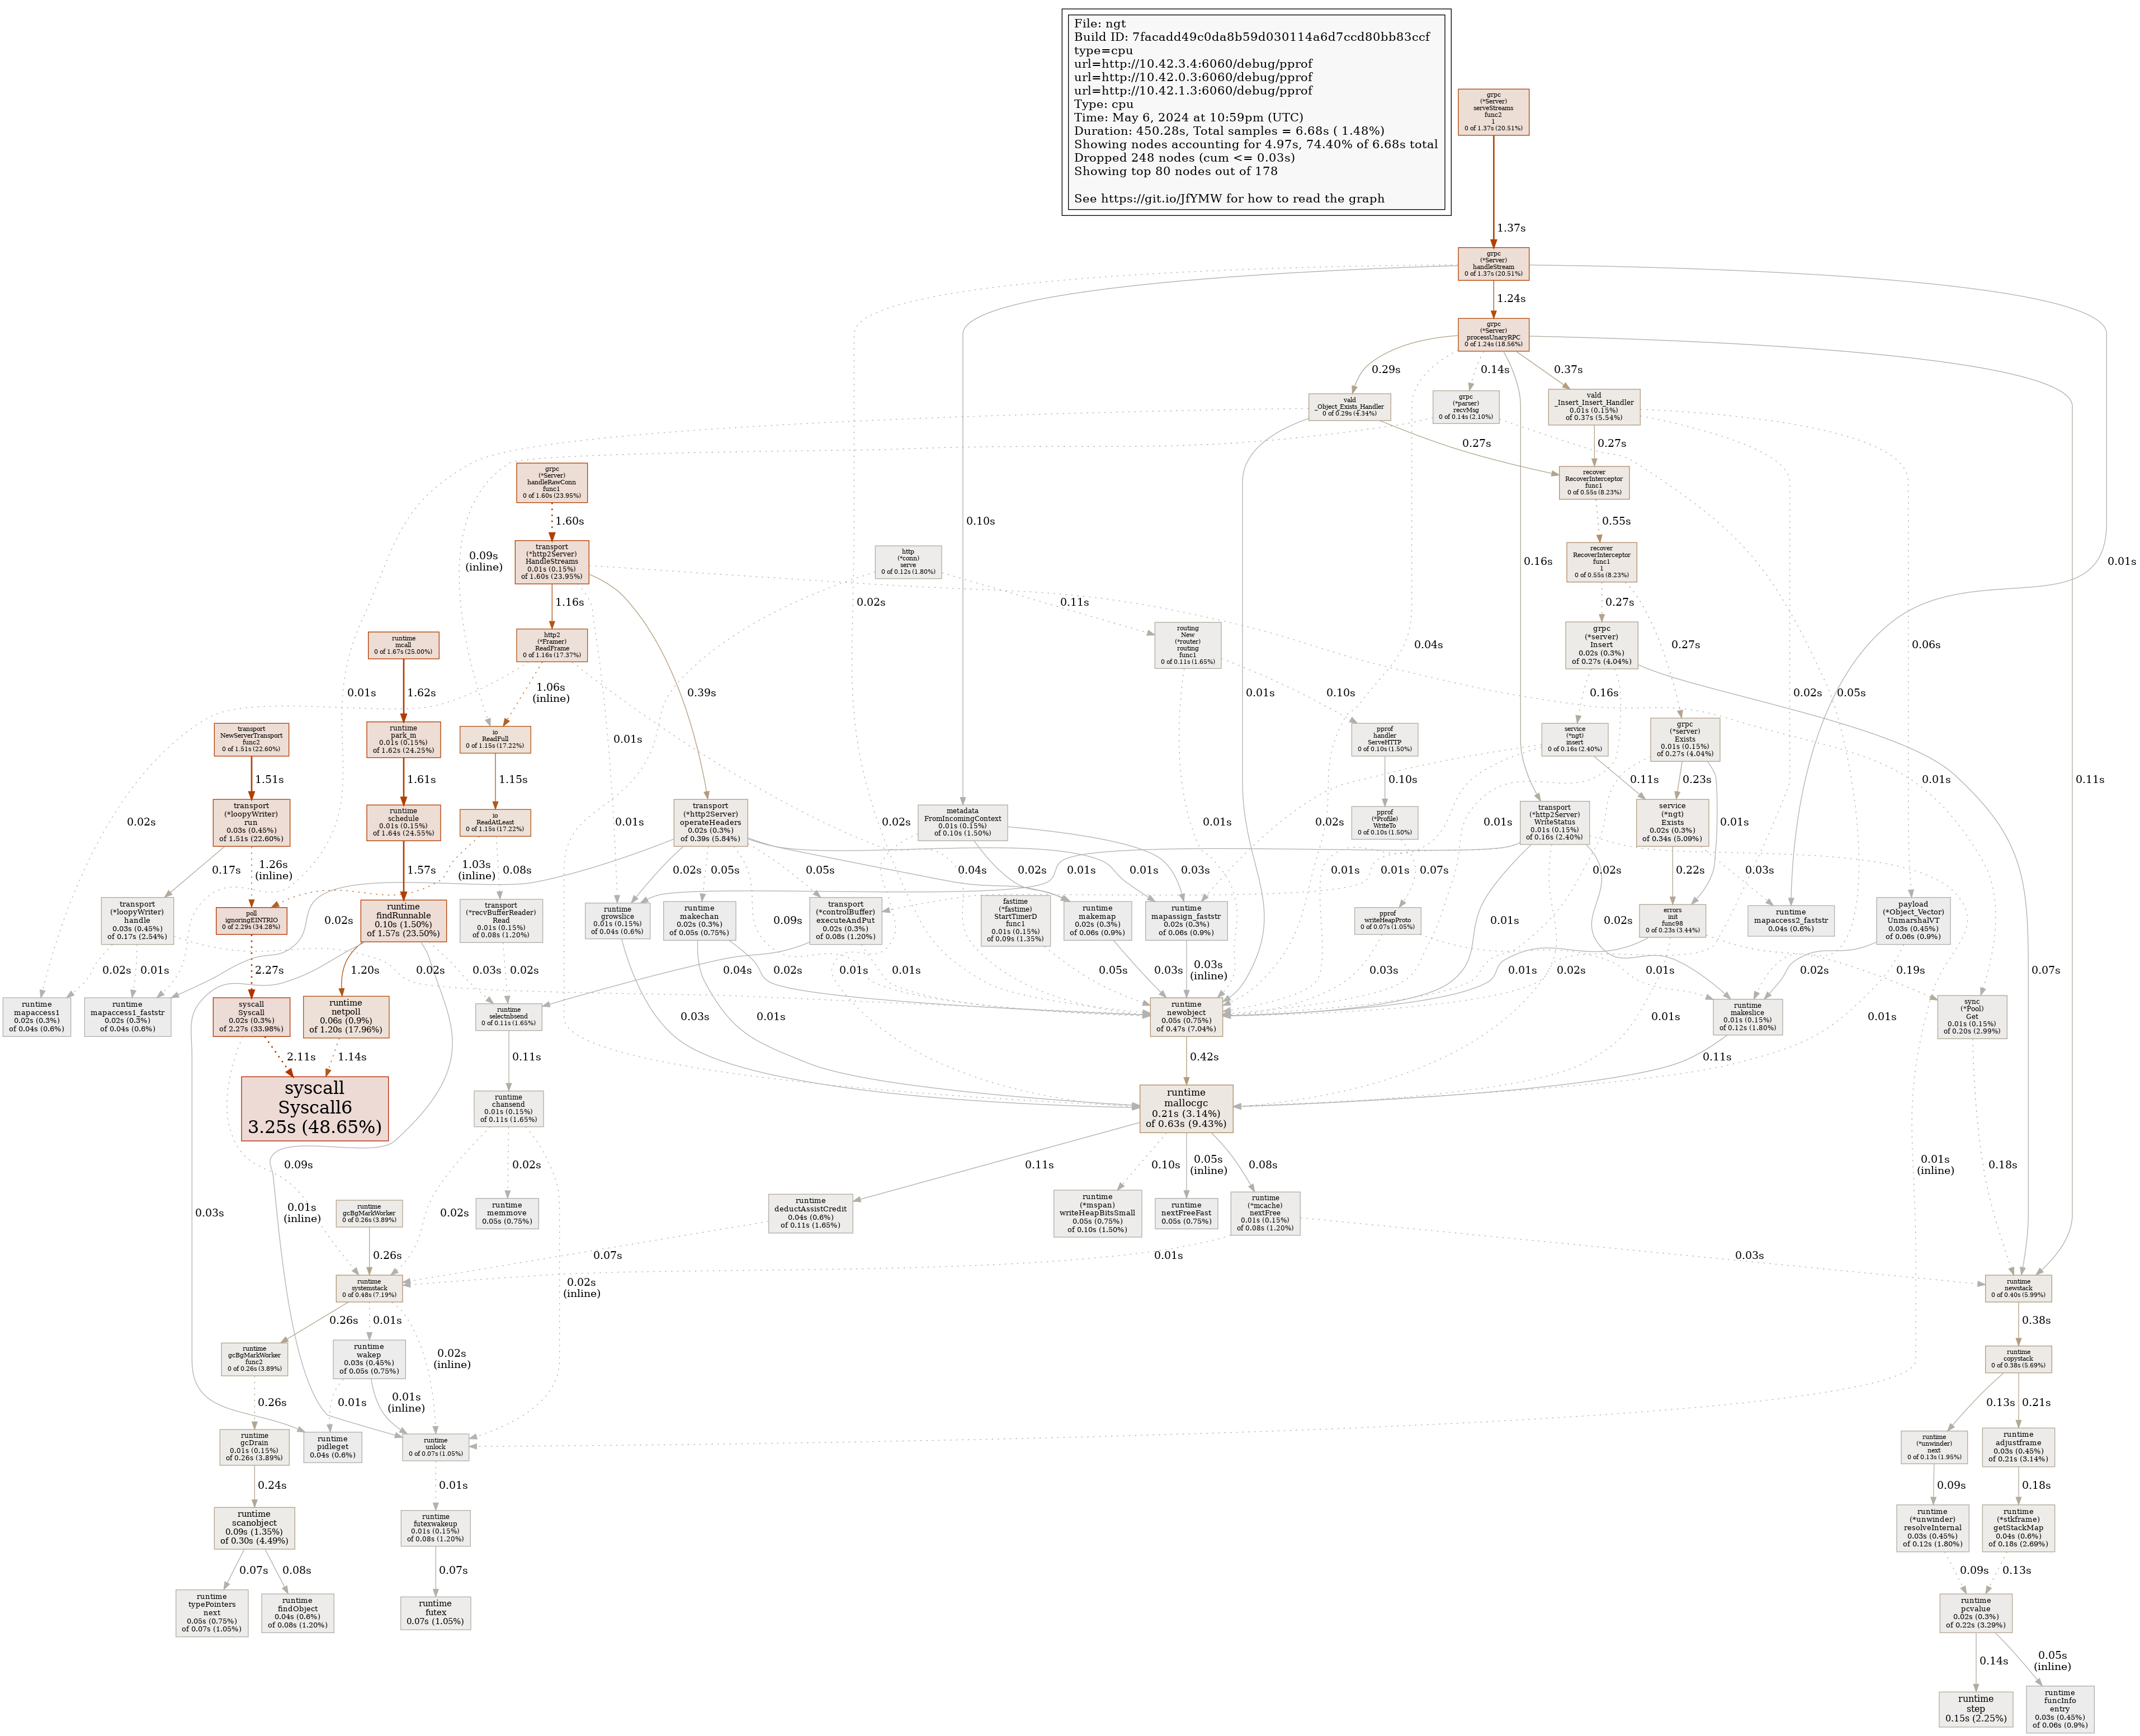 File: ngt
Build ID: 7facadd49c0da8b59d030114a6d7ccd80bb83ccf
type=cpu
url=http://10.42.3.4:6060/debug/pprof
url=http://10.42.0.3:6060/debug/pprof
url=http://10.42.1.3:6060/debug/pprof
Type: cpu
Time: May 6, 2024 at 10:59pm (UTC)
Duration: 450.28s, Total samples = 6.68s ( 1.48%)
Showing nodes accounting for 4.97s, 74.40% of 6.68s total
Dropped 248 nodes (cum <= 0.03s)
Showing top 80 nodes out of 178
See https://git.io/JfYMW for how to read the graph
grpc
(*Server)
serveStreams
func2
1
0 of 1.37s (20.51%)
1.37s
grpc
(*Server)
handleStream
0 of 1.37s (20.51%)
1.24s
grpc
(*Server)
processUnaryRPC
0 of 1.24s (18.56%)
0.29s
0.14s
0.37s
vald
_Object_Exists_Handler
0 of 0.29s (4.34%)
grpc
(*parser)
recvMsg
0 of 0.14s (2.10%)
vald
_Insert_Insert_Handler
0.01s (0.15%)
of 0.37s (5.54%)
0.27s
0.27s
grpc
(*Server)
handleRawConn
func1
0 of 1.60s (23.95%)
recover
RecoverInterceptor
func1
0 of 0.55s (8.23%)
1.60s
0.10s
0.55s
0.16s
transport
(*http2Server)
HandleStreams
0.01s (0.15%)
of 1.60s (23.95%)
http
(*conn)
serve
0 of 0.12s (1.80%)
recover
RecoverInterceptor
func1
1
0 of 0.55s (8.23%)
0.09s
(inline)
0.01s
1.16s
0.02s
0.11s
0.27s
runtime
mcall
0 of 1.67s (25.00%)
http2
(*Framer)
ReadFrame
0 of 1.16s (17.37%)
routing
New
(*router)
routing
func1
0 of 0.11s (1.65%)
grpc
(*server)
Insert
0.02s (0.3%)
of 0.27s (4.04%)
0.04s
0.27s
0.06s
0.01s
1.62s
1.06s
(inline)
0.39s
0.01s
0.10s
0.16s
0.02s
0.05s
transport
NewServerTransport
func2
0 of 1.51s (22.60%)
runtime
park_m
0.01s (0.15%)
of 1.62s (24.25%)
io
ReadFull
0 of 1.15s (17.22%)
0.01s
pprof
handler
ServeHTTP
0 of 0.10s (1.50%)
service
(*ngt)
insert
0 of 0.16s (2.40%)
grpc
(*server)
Exists
0.01s (0.15%)
of 0.27s (4.04%)
1.51s
1.61s
1.15s
0.10s
0.11s
0.23s
0.01s
0.11s
transport
(*loopyWriter)
run
0.03s (0.45%)
of 1.51s (22.60%)
runtime
schedule
0.01s (0.15%)
of 1.64s (24.55%)
io
ReadAtLeast
0 of 1.15s (17.22%)
transport
(*http2Server)
operateHeaders
0.02s (0.3%)
of 0.39s (5.84%)
metadata
FromIncomingContext
0.01s (0.15%)
of 0.10s (1.50%)
pprof
(*Profile)
WriteTo
0 of 0.10s (1.50%)
transport
(*http2Server)
WriteStatus
0.01s (0.15%)
of 0.16s (2.40%)
service
(*ngt)
Exists
0.02s (0.3%)
of 0.34s (5.09%)
0.02s
0.01s
0.02s
0.01s
0.02s
0.01s
0.01s
0.17s
1.26s
(inline)
1.57s
1.03s
(inline)
0.08s
0.02s
0.05s
0.05s
0.04s
0.02s
0.01s
0.03s
0.01s
0.01s
0.07s
0.02s
0.22s
0.03s
transport
(*loopyWriter)
handle
0.03s (0.45%)
of 0.17s (2.54%)
poll
ignoringEINTRIO
0 of 2.29s (34.28%)
runtime
findRunnable
0.10s (1.50%)
of 1.57s (23.50%)
transport
(*recvBufferReader)
Read
0.01s (0.15%)
of 0.08s (1.20%)
runtime
growslice
0.01s (0.15%)
of 0.04s (0.6%)
runtime
makechan
0.02s (0.3%)
of 0.05s (0.75%)
transport
(*controlBuffer)
executeAndPut
0.02s (0.3%)
of 0.08s (1.20%)
fastime
(*fastime)
StartTimerD
func1
0.01s (0.15%)
of 0.09s (1.35%)
runtime
makemap
0.02s (0.3%)
of 0.06s (0.9%)
runtime
mapassign_faststr
0.02s (0.3%)
of 0.06s (0.9%)
pprof
writeHeapProto
0 of 0.07s (1.05%)
errors
init
func98
0 of 0.23s (3.44%)
runtime
mapaccess2_faststr
0.04s (0.6%)
payload
(*Object_Vector)
UnmarshalVT
0.03s (0.45%)
of 0.06s (0.9%)
0.02s
0.09s
0.01s
0.02s
0.02s
0.01s
2.27s
1.20s
0.02s
0.03s
0.02s
0.04s
0.02s
0.01s
0.01s
0.05s
0.03s
0.03s
(inline)
0.03s
0.01s
0.02s
0.01s
0.19s
0.02s
0.07s
runtime
mapaccess1
0.02s (0.3%)
of 0.04s (0.6%)
runtime
mapaccess1_faststr
0.02s (0.3%)
of 0.04s (0.6%)
syscall
Syscall
0.02s (0.3%)
of 2.27s (33.98%)
runtime
netpoll
0.06s (0.9%)
of 1.20s (17.96%)
runtime
selectnbsend
0 of 0.11s (1.65%)
0.03s
0.01s
runtime
newobject
0.05s (0.75%)
of 0.47s (7.04%)
0.01s
runtime
makeslice
0.01s (0.15%)
of 0.12s (1.80%)
0.01s
sync
(*Pool)
Get
0.01s (0.15%)
of 0.20s (2.99%)
2.11s
1.14s
0.11s
0.42s
0.11s
0.18s
syscall
Syscall6
3.25s (48.65%)
runtime
chansend
0.01s (0.15%)
of 0.11s (1.65%)
runtime
mallocgc
0.21s (3.14%)
of 0.63s (9.43%)
0.09s
0.02s
0.02s
0.11s
0.10s
0.05s
(inline)
0.08s
0.01s
(inline)
0.03s
0.01s
(inline)
runtime
gcBgMarkWorker
0 of 0.26s (3.89%)
runtime
memmove
0.05s (0.75%)
runtime
deductAssistCredit
0.04s (0.6%)
of 0.11s (1.65%)
runtime
(*mspan)
writeHeapBitsSmall
0.05s (0.75%)
of 0.10s (1.50%)
runtime
nextFreeFast
0.05s (0.75%)
runtime
(*mcache)
nextFree
0.01s (0.15%)
of 0.08s (1.20%)
0.26s
0.07s
0.01s
0.03s
runtime
systemstack
0 of 0.48s (7.19%)
0.02s
(inline)
runtime
newstack
0 of 0.40s (5.99%)
0.26s
0.01s
0.38s
runtime
gcBgMarkWorker
func2
0 of 0.26s (3.89%)
runtime
wakep
0.03s (0.45%)
of 0.05s (0.75%)
0.02s
(inline)
runtime
copystack
0 of 0.38s (5.69%)
0.26s
0.01s
0.01s
(inline)
0.13s
0.21s
runtime
gcDrain
0.01s (0.15%)
of 0.26s (3.89%)
runtime
pidleget
0.04s (0.6%)
runtime
unlock
0 of 0.07s (1.05%)
runtime
(*unwinder)
next
0 of 0.13s (1.95%)
runtime
adjustframe
0.03s (0.45%)
of 0.21s (3.14%)
0.24s
0.01s
0.09s
0.18s
runtime
scanobject
0.09s (1.35%)
of 0.30s (4.49%)
runtime
futexwakeup
0.01s (0.15%)
of 0.08s (1.20%)
runtime
(*unwinder)
resolveInternal
0.03s (0.45%)
of 0.12s (1.80%)
runtime
(*stkframe)
getStackMap
0.04s (0.6%)
of 0.18s (2.69%)
0.07s
0.08s
0.07s
0.09s
0.13s
runtime
typePointers
next
0.05s (0.75%)
of 0.07s (1.05%)
runtime
findObject
0.04s (0.6%)
of 0.08s (1.20%)
runtime
futex
0.07s (1.05%)
runtime
pcvalue
0.02s (0.3%)
of 0.22s (3.29%)
0.14s
0.05s
(inline)
runtime
step
0.15s (2.25%)
runtime
funcInfo
entry
0.03s (0.45%)
of 0.06s (0.9%)